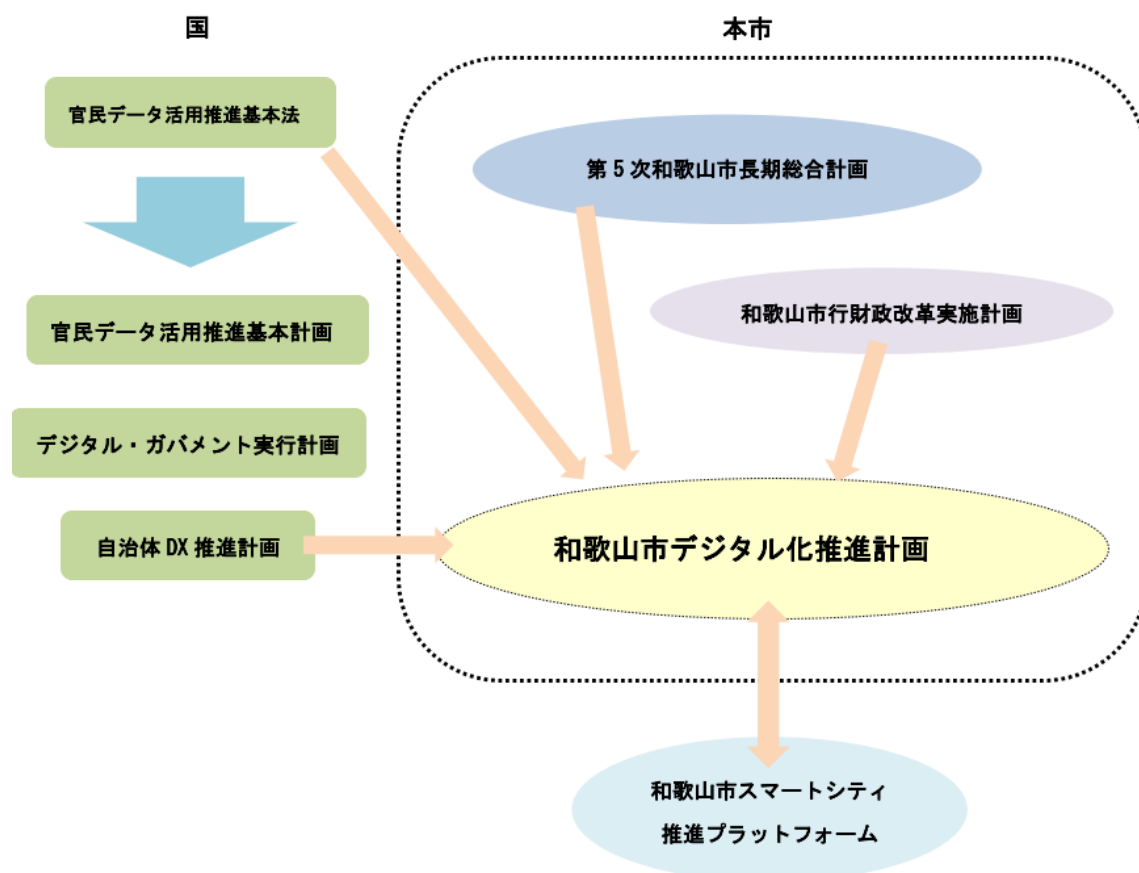 国
本市
官民データ活用推進基本法
第5次和歌山市長期総合計画
和歌山市行財政改革実施計画
官民データ活用推進基本計画
デジタル・ガバメント実行計画
自治体DX推進計画
和歌山市デジタル化推進計画
和歌山市スマートシティ
推進プラットフォーム